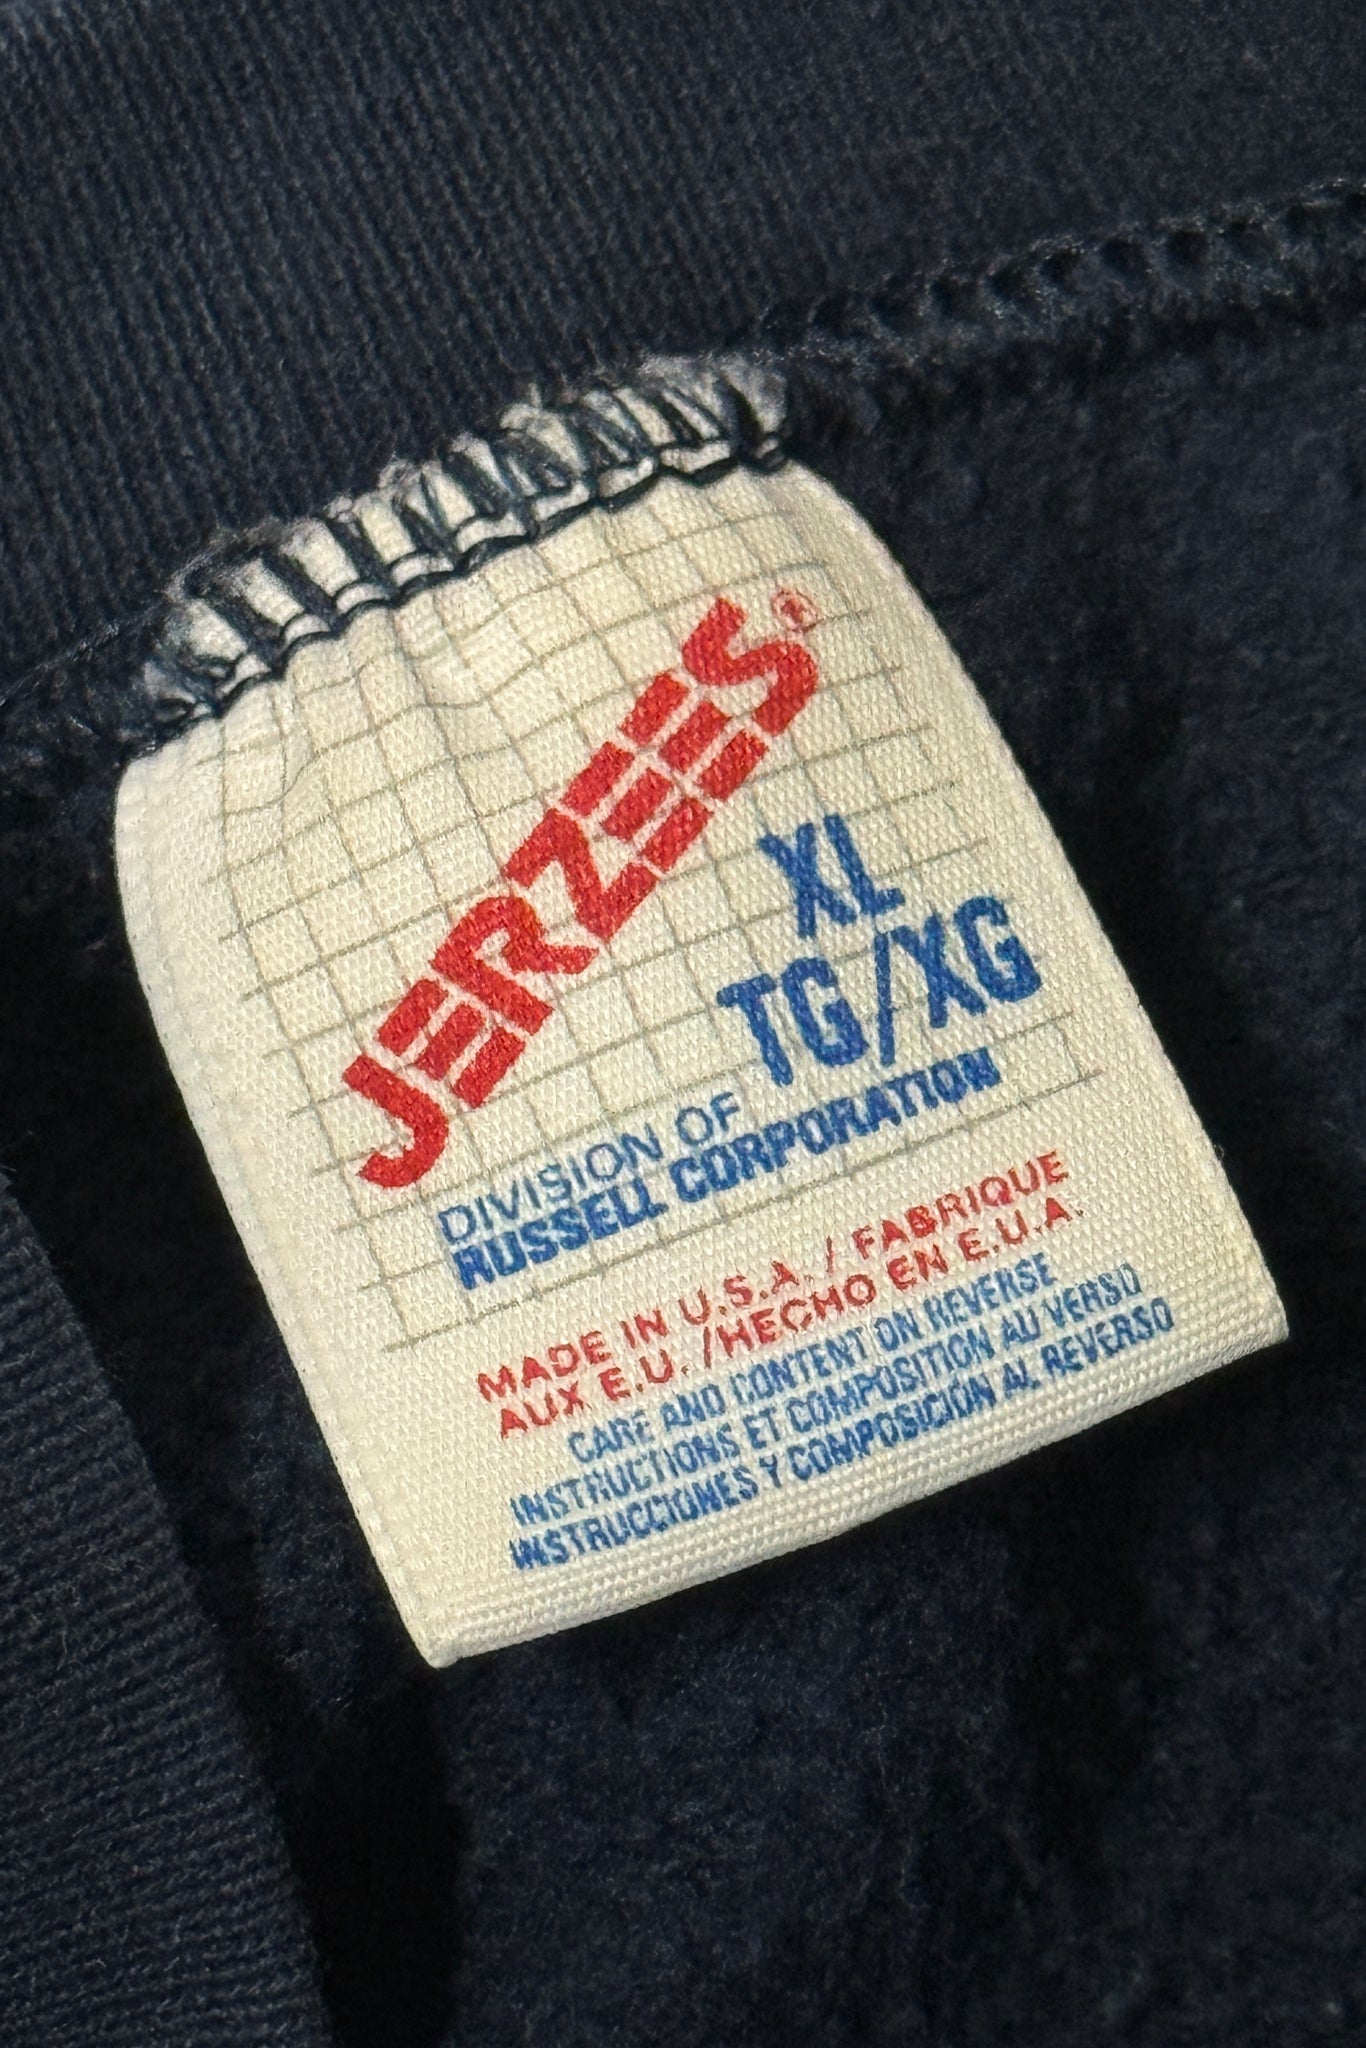 JERZEES®
XL
TG/XG
DIVISION OF
RUSSELL CORPORATION
MADE IN U.S.A. / FABRIQUE
AUX E.U. /HECHO EN E.U.A.
CARE AND CONTENT ON REVERSE
INSTRUCTIONS ET COMPOSITION AU VERSO
INSTRUCCIONES Y COMPOSICIÓN AL REVERSO